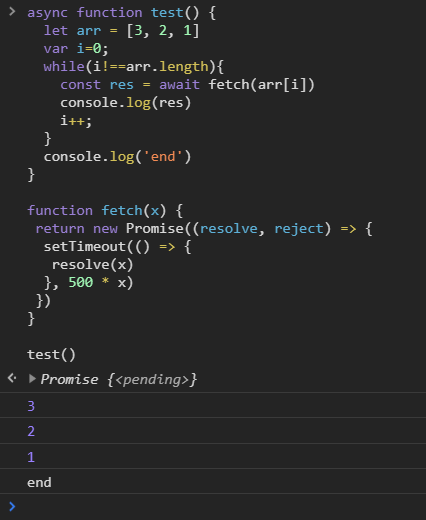 async function test() {
let arr = [3, 2, 1]
var i=0;
while(i!==arr.length){
const res = await fetch(arr[i])
console.log(res)
i++;
}
console.log('end')
}
function fetch(x) {
return new Promise((resolve, reject) => {
setTimeout(() => {
resolve(x)
}, 500 * x)
})
}
test()
Promise {<pending>}
3
2
1
end